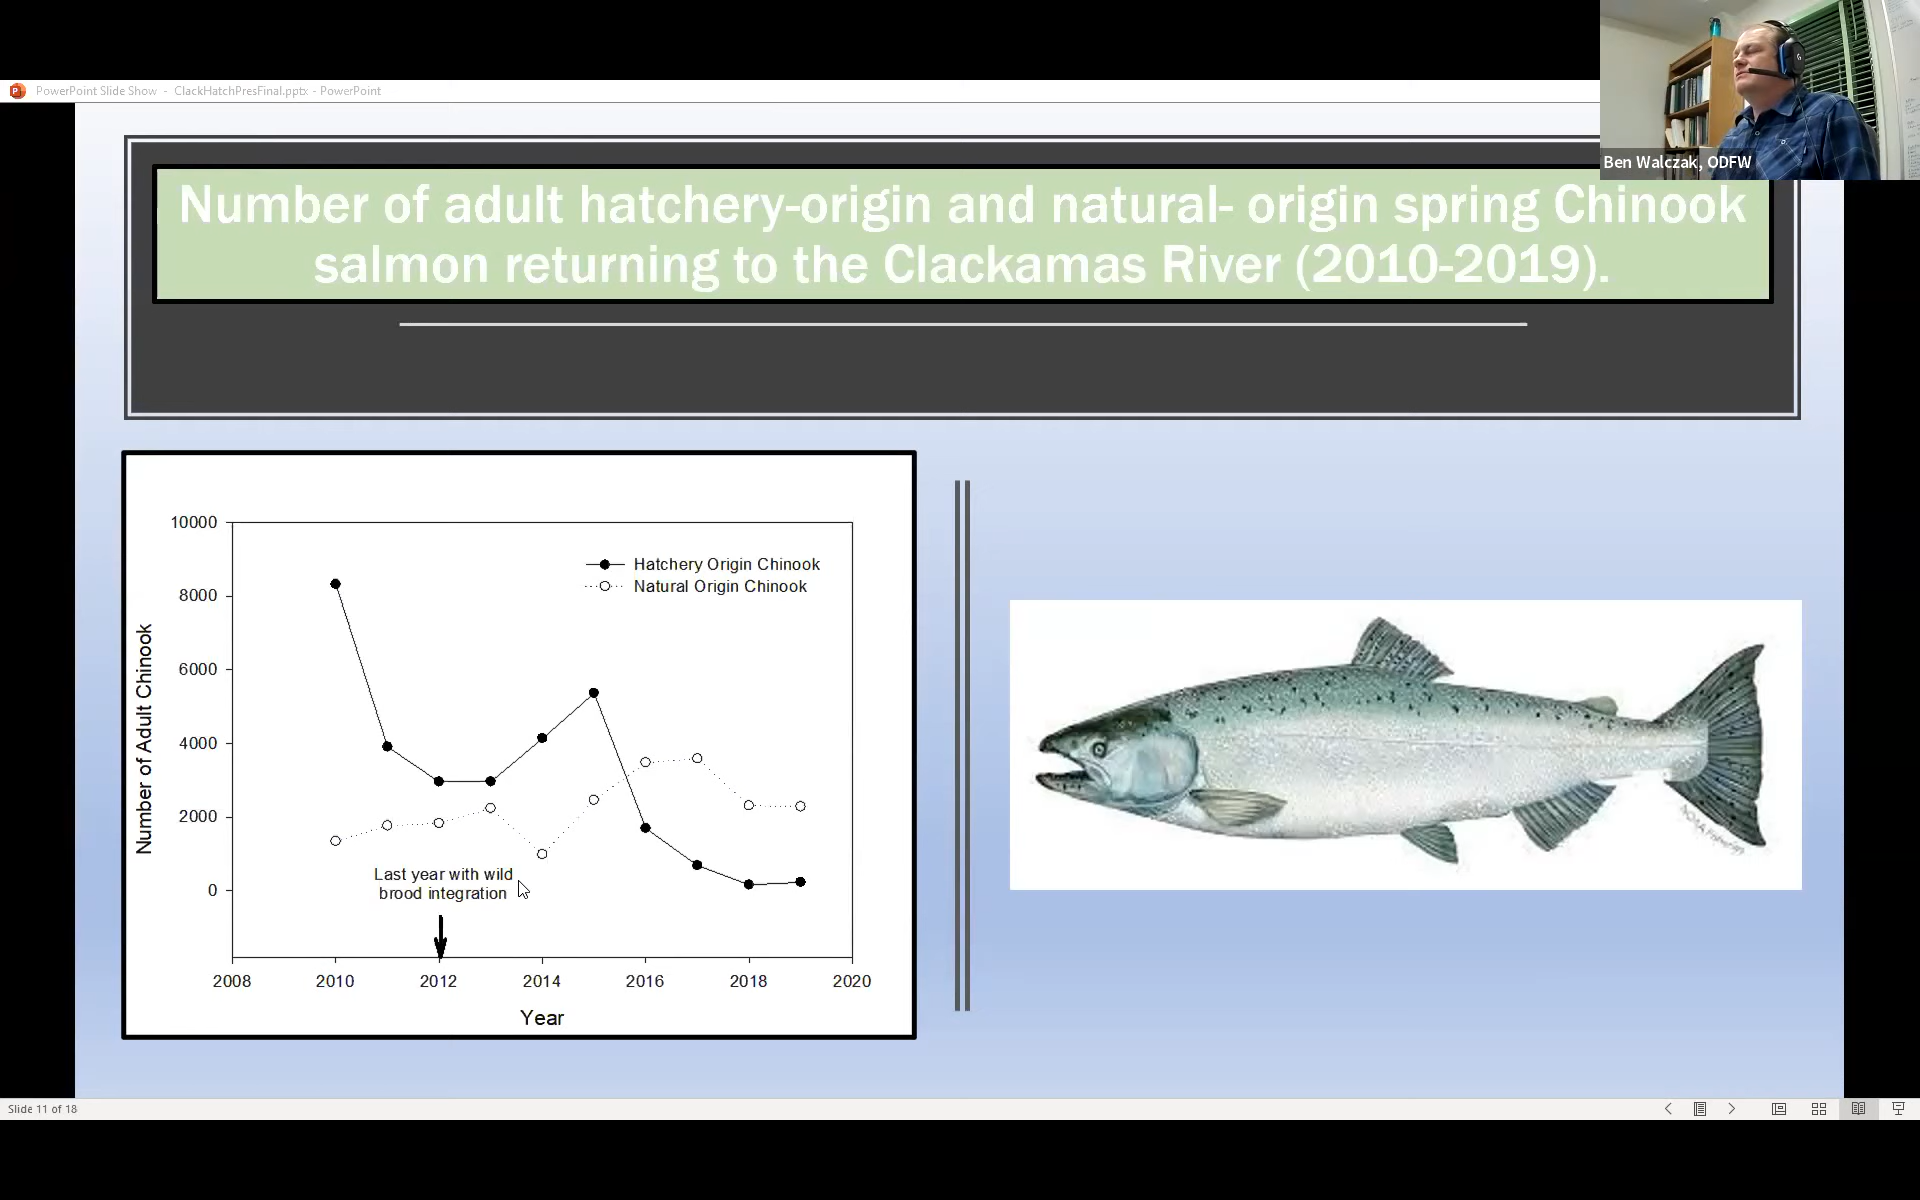 PowerPoint Slide Show - ClackHatchPresFinal.pptx - PowerPoint
Ben Walczak, ODFW
Number of adult hatchery-origin and natural- origin spring Chinook
salmon returning to the Clackamas River (2010-2019).
10000
8000
6000
4000
2000
0
Number of Adult Chinook
Hatchery Origin Chinook
Natural Origin Chinook
Last year with wild
brood integration
2008 2010 2012 2014 2016 2018 2020
Year
Slide 11 of 18